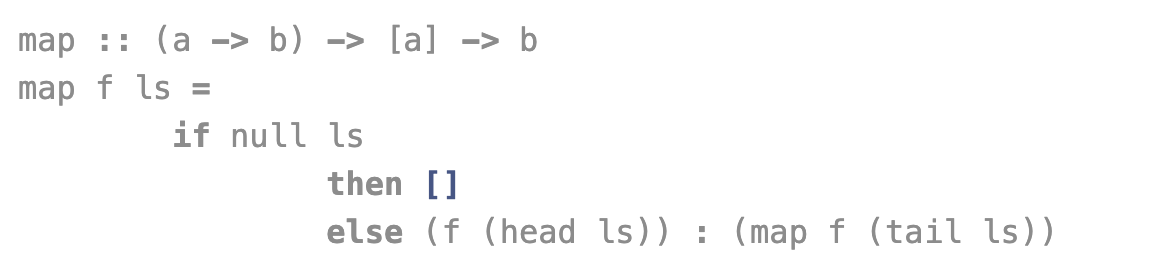 map :: (a -> b) -> [a] -> b
map f ls =
        if null ls
                then []
                else (f (head ls)) : (map f (tail ls))